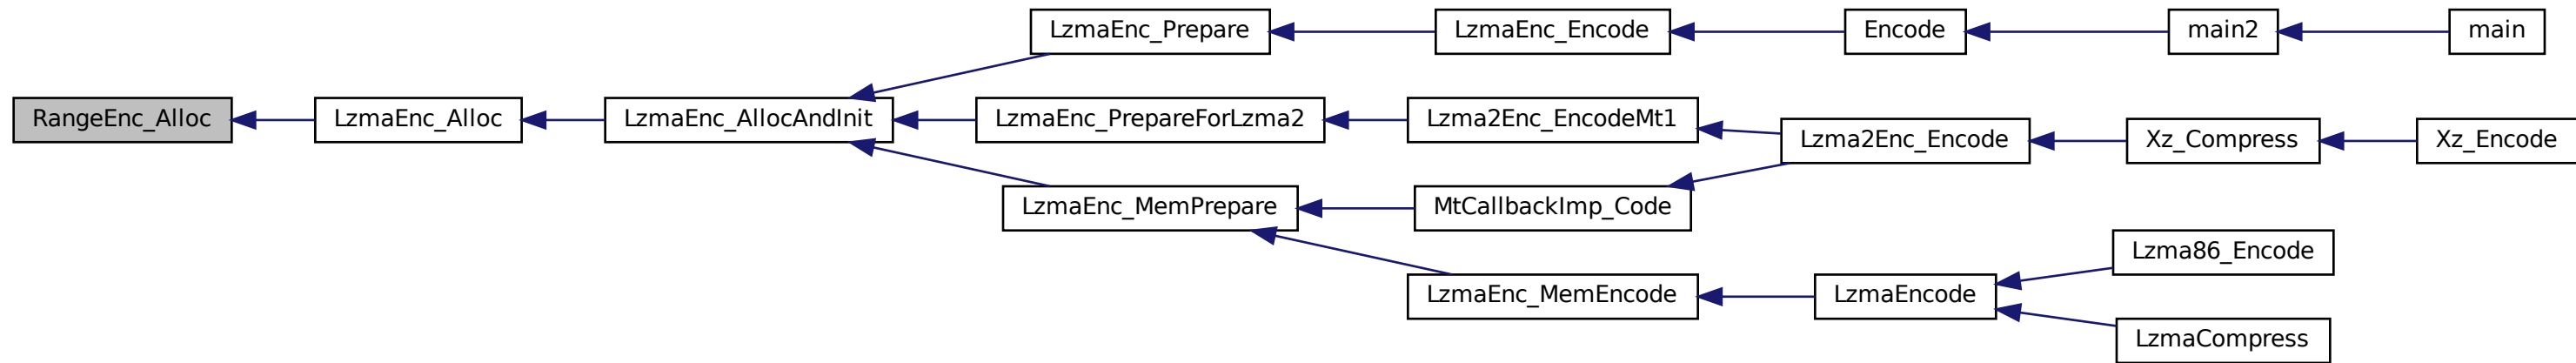 LzmaEnc_Prepare
LzmaEnc_Encode
Encode
main2
main
RangeEnc_Alloc
LzmaEnc_Alloc
LzmaEnc_AllocAndInit
LzmaEnc_PrepareForLzma2
Lzma2Enc_EncodeMt1
Lzma2Enc_Encode
Xz_Compress
Xz_Encode
LzmaEnc_MemPrepare
MtCallbackImp_Code
Lzma86_Encode
LzmaEnc_MemEncode
LzmaEncode
LzmaCompress